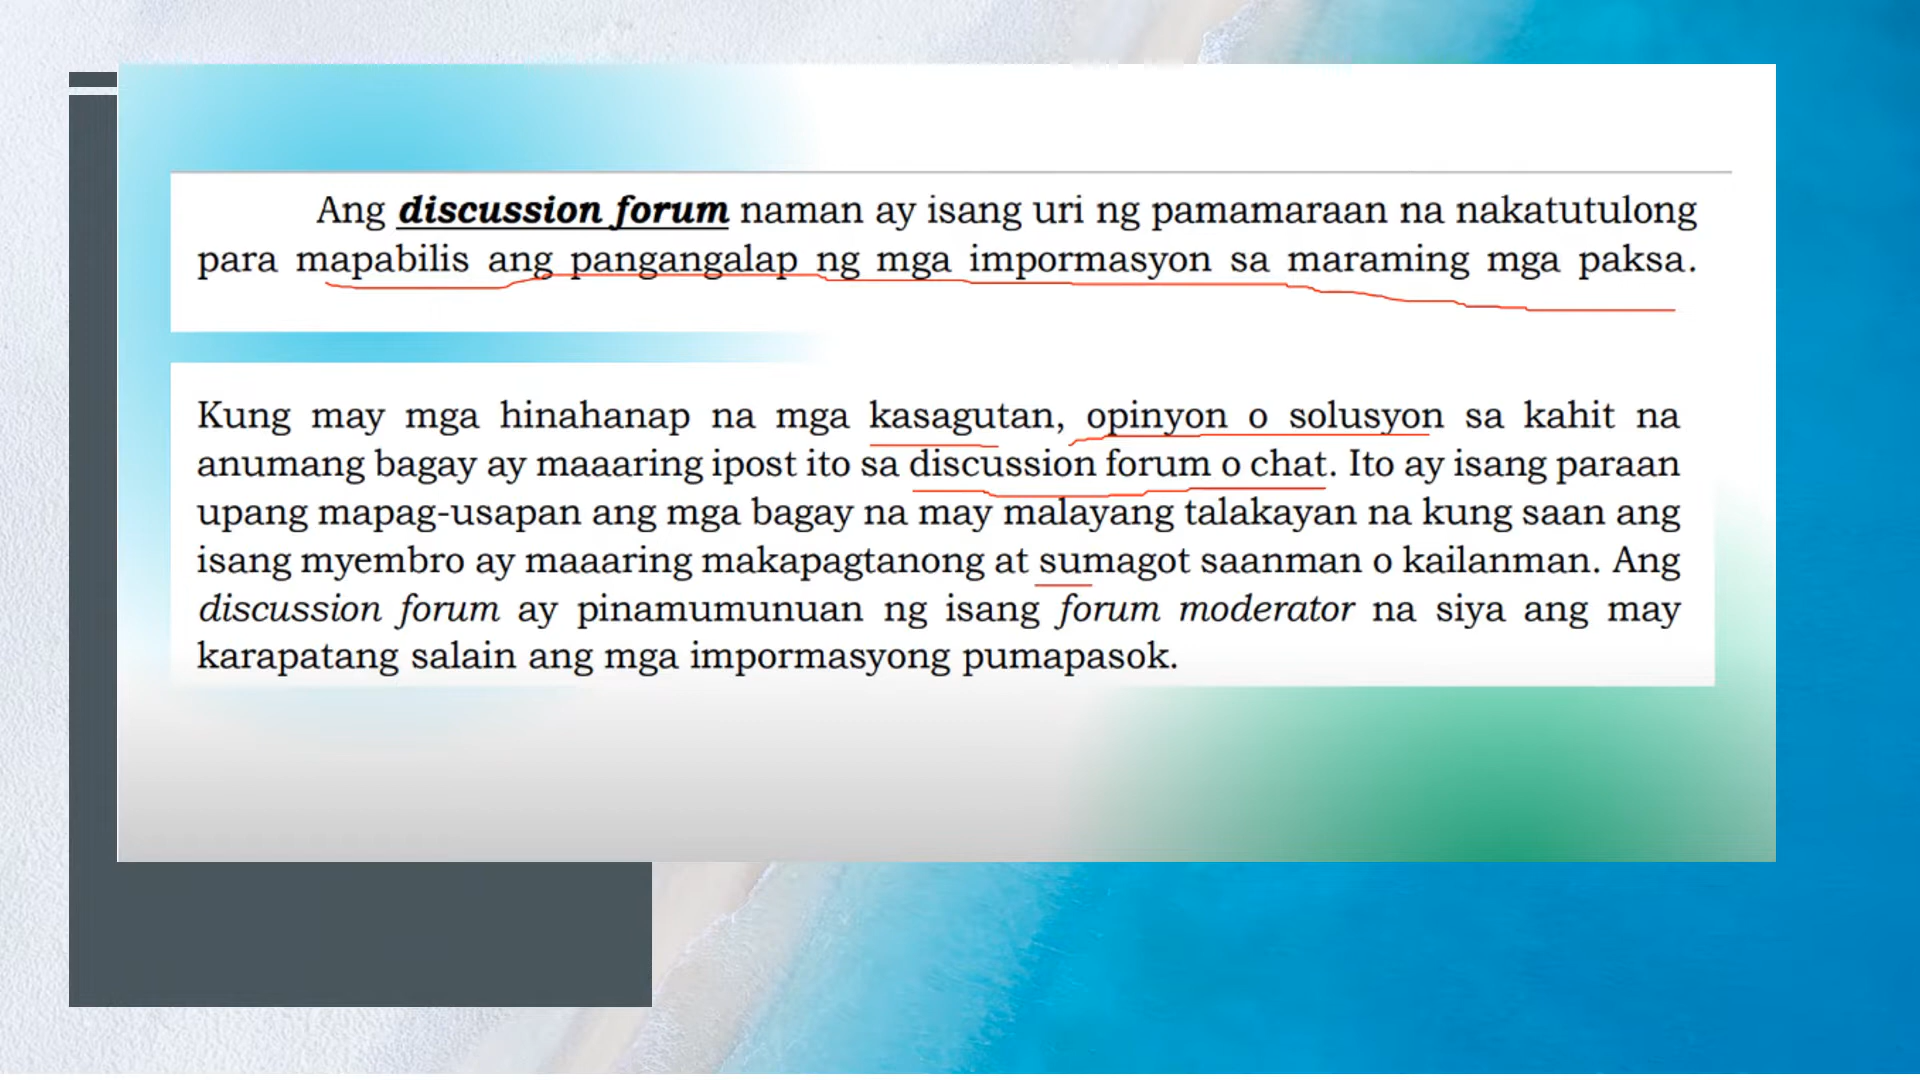 Ang discussion forum naman ay isang uri ng pamamaraan na nakatutulong
para mapabilis ang pangangalap ng mga impormasyon sa maraming mga paksa.
Kung may mga hinahanap na mga kasagutan, opinyon o solusyon sa kahit na
anumang bagay ay maaaring ipost ito sa discussion forum o chat. Ito ay isang paraan
upang mapag-usapan ang mga bagay na may malayang talakayan na kung saan ang
isang myembro ay maaaring makapagtanong at sumagot saanman o kailanman. Ang
discussion forum ay pinamumunuan ng isang forum moderator na siya ang may
karapatang salain ang mga impormasyong pumapasok.